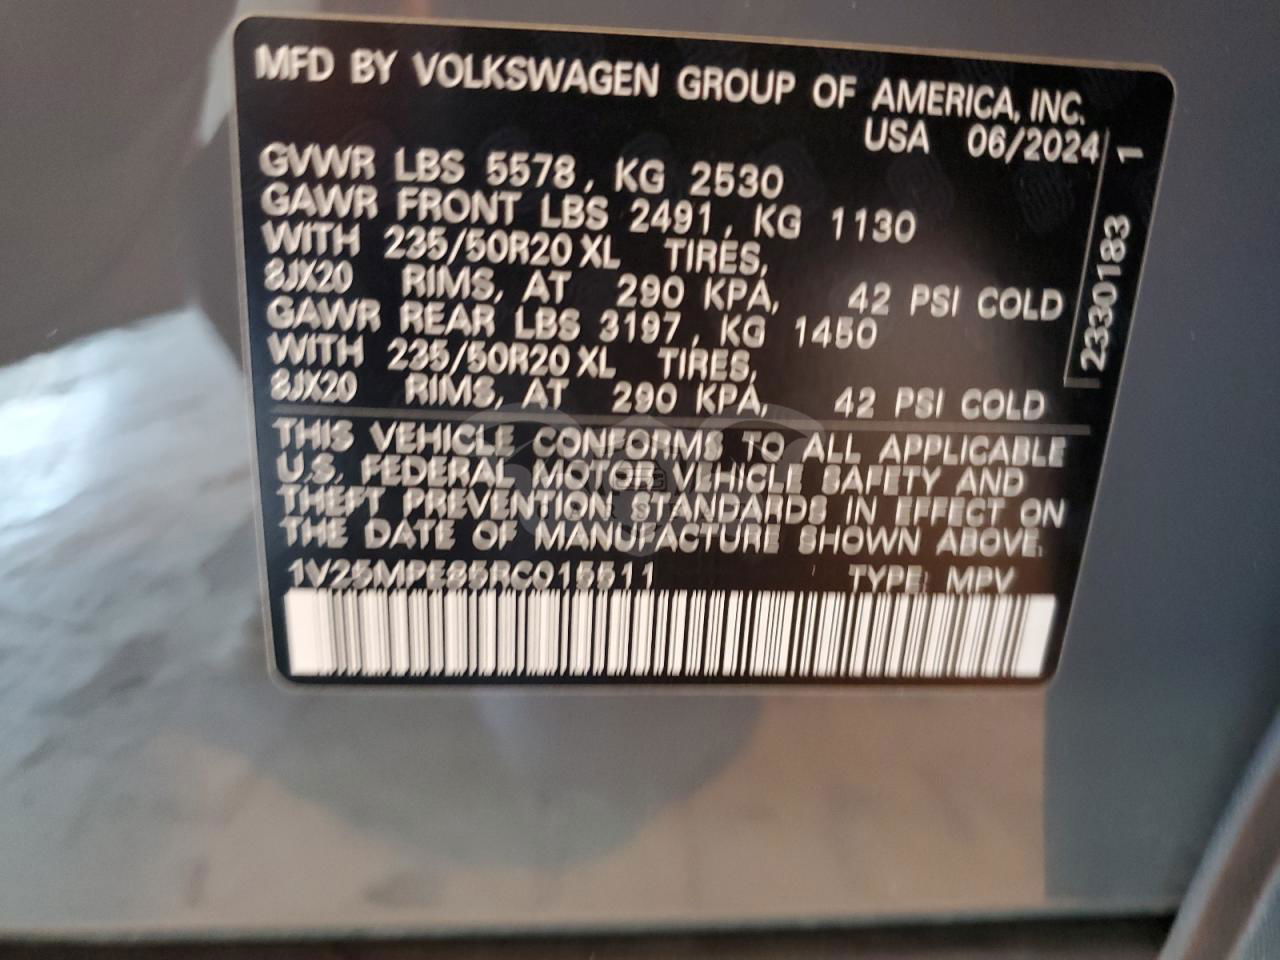 MFD BY VOLKSWAGEN GROUP OF AMERICA, INC.
USA 06/2024
GVWR LBS 5578, KG 2530
GAWR FRONT LBS 2491, KG 1130
WITH 235/50R20 XL TIRES,
8JX20 RIMS, AT 290 KPA, 42 PSI COLD
GAWR REAR LBS 3197, KG 1450
WITH 235/50R20 XL TIRES,
8JX20 RIMS, AT 290 KPA, 42 PSI COLD
THIS VEHICLE CONFORMS TO ALL APPLICABLE
U.S. FEDERAL MOTOR VEHICLE SAFETY AND
THEFT PREVENTION STANDARDS IN EFFECT ON
THE DATE OF MANUFACTURE SHOWN ABOVE.
1V25MPE85RC015511 TYPE: MPV
2330183 1